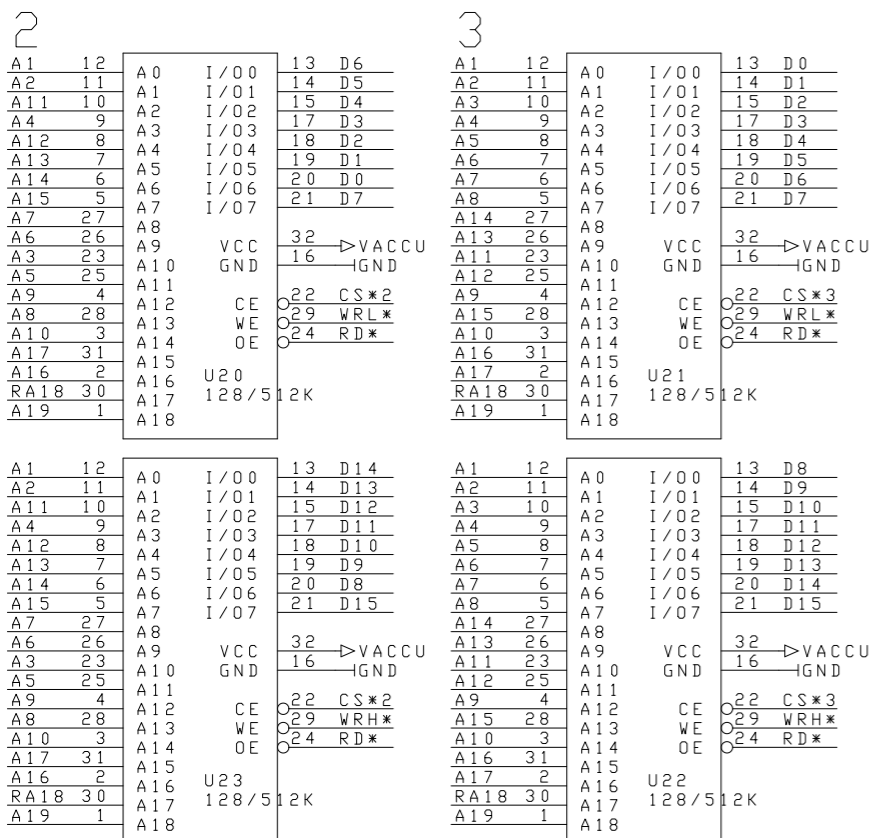 2
A1 12 A0 I/O0 13 D6
A2 11 A1 I/O1 14 D5
A11 10 A2 I/O2 15 D4
A4 9 A3 I/O3 17 D3
A12 8 A4 I/O4 18 D2
A13 7 A5 I/O5 19 D1
A14 6 A6 I/O6 20 D0
A15 5 A7 I/O7 21 D7
A7 27 A8
A6 26 A9 VCC 32 VACCU
A3 23 A10 GND 16 GND
A5 25 A11
A9 4 A12 CE 22 CS*2
A8 28 A13 WE 29 WRL*
A10 3 A14 OE 24 RD*
A17 31 A15
A16 2 A16 U20
RA18 30 A17 128/512K
A19 1 A18
3
A1 12 A0 I/O0 13 D0
A2 11 A1 I/O1 14 D1
A3 10 A2 I/O2 15 D2
A4 9 A3 I/O3 17 D3
A5 8 A4 I/O4 18 D4
A6 7 A5 I/O5 19 D5
A7 6 A6 I/O6 20 D6
A8 5 A7 I/O7 21 D7
A14 27 A8
A13 26 A9 VCC 32 VACCU
A11 23 A10 GND 16 GND
A12 25 A11
A9 4 A12 CE 22 CS*3
A15 28 A13 WE 29 WRL*
A10 3 A14 OE 24 RD*
A16 31 A15
A17 2 A16 U21
RA18 30 A17 128/512K
A19 1 A18
A1 12 A0 I/O0 13 D14
A2 11 A1 I/O1 14 D13
A11 10 A2 I/O2 15 D12
A4 9 A3 I/O3 17 D11
A12 8 A4 I/O4 18 D10
A13 7 A5 I/O5 19 D9
A14 6 A6 I/O6 20 D8
A15 5 A7 I/O7 21 D15
A7 27 A8
A6 26 A9 VCC 32 VACCU
A3 23 A10 GND 16 GND
A5 25 A11
A9 4 A12 CE 22 CS*2
A8 28 A13 WE 29 WRH*
A10 3 A14 OE 24 RD*
A17 31 A15
A16 2 A16 U23
RA18 30 A17 128/512K
A19 1 A18
A1 12 A0 I/O0 13 D8
A2 11 A1 I/O1 14 D9
A3 10 A2 I/O2 15 D10
A4 9 A3 I/O3 17 D11
A5 8 A4 I/O4 18 D12
A6 7 A5 I/O5 19 D13
A7 6 A6 I/O6 20 D14
A8 5 A7 I/O7 21 D15
A14 27 A8
A13 26 A9 VCC 32 VACCU
A11 23 A10 GND 16 GND
A12 25 A11
A9 4 A12 CE 22 CS*3
A15 28 A13 WE 29 WRH*
A10 3 A14 OE 24 RD*
A16 31 A15
A17 2 A16 U22
RA18 30 A17 128/512K
A19 1 A18